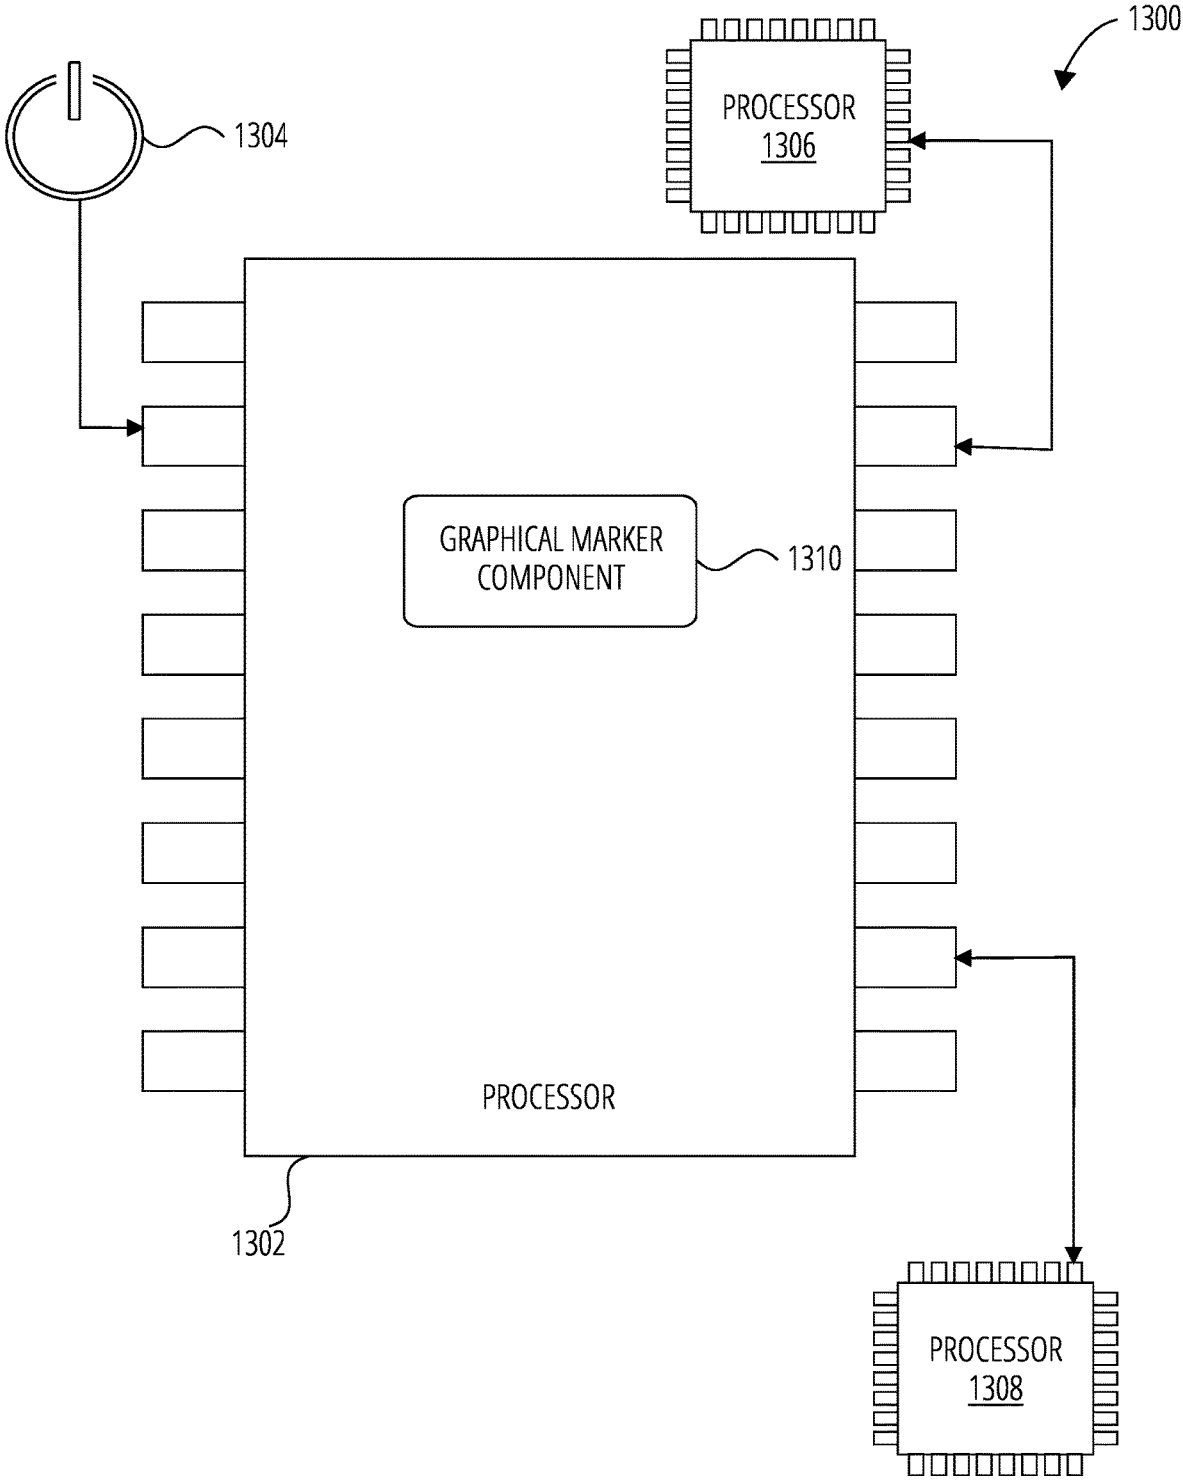 1300
1304
PROCESSOR
1306
GRAPHICAL MARKER
COMPONENT
1310
PROCESSOR
1302
PROCESSOR
1308